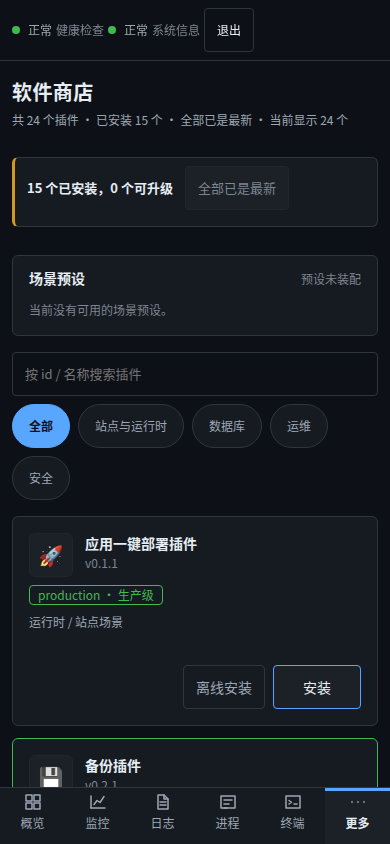 正常 健康检查 正常 系统信息 退出
软件商店
共 24 个插件 · 已安装 15 个 · 全部已是最新 · 当前显示 24 个
15 个已安装，0 个可升级 全部已是最新
场景预设 预设未装配
当前没有可用的场景预设。
按 id / 名称搜索插件
全部 站点与运行时 数据库 运维
安全
应用一键部署插件
v0.1.1
production · 生产级
运行时 / 站点场景
离线安装 安装
备份插件
v0.2.1
概览 监控 日志 进程 终端 更多